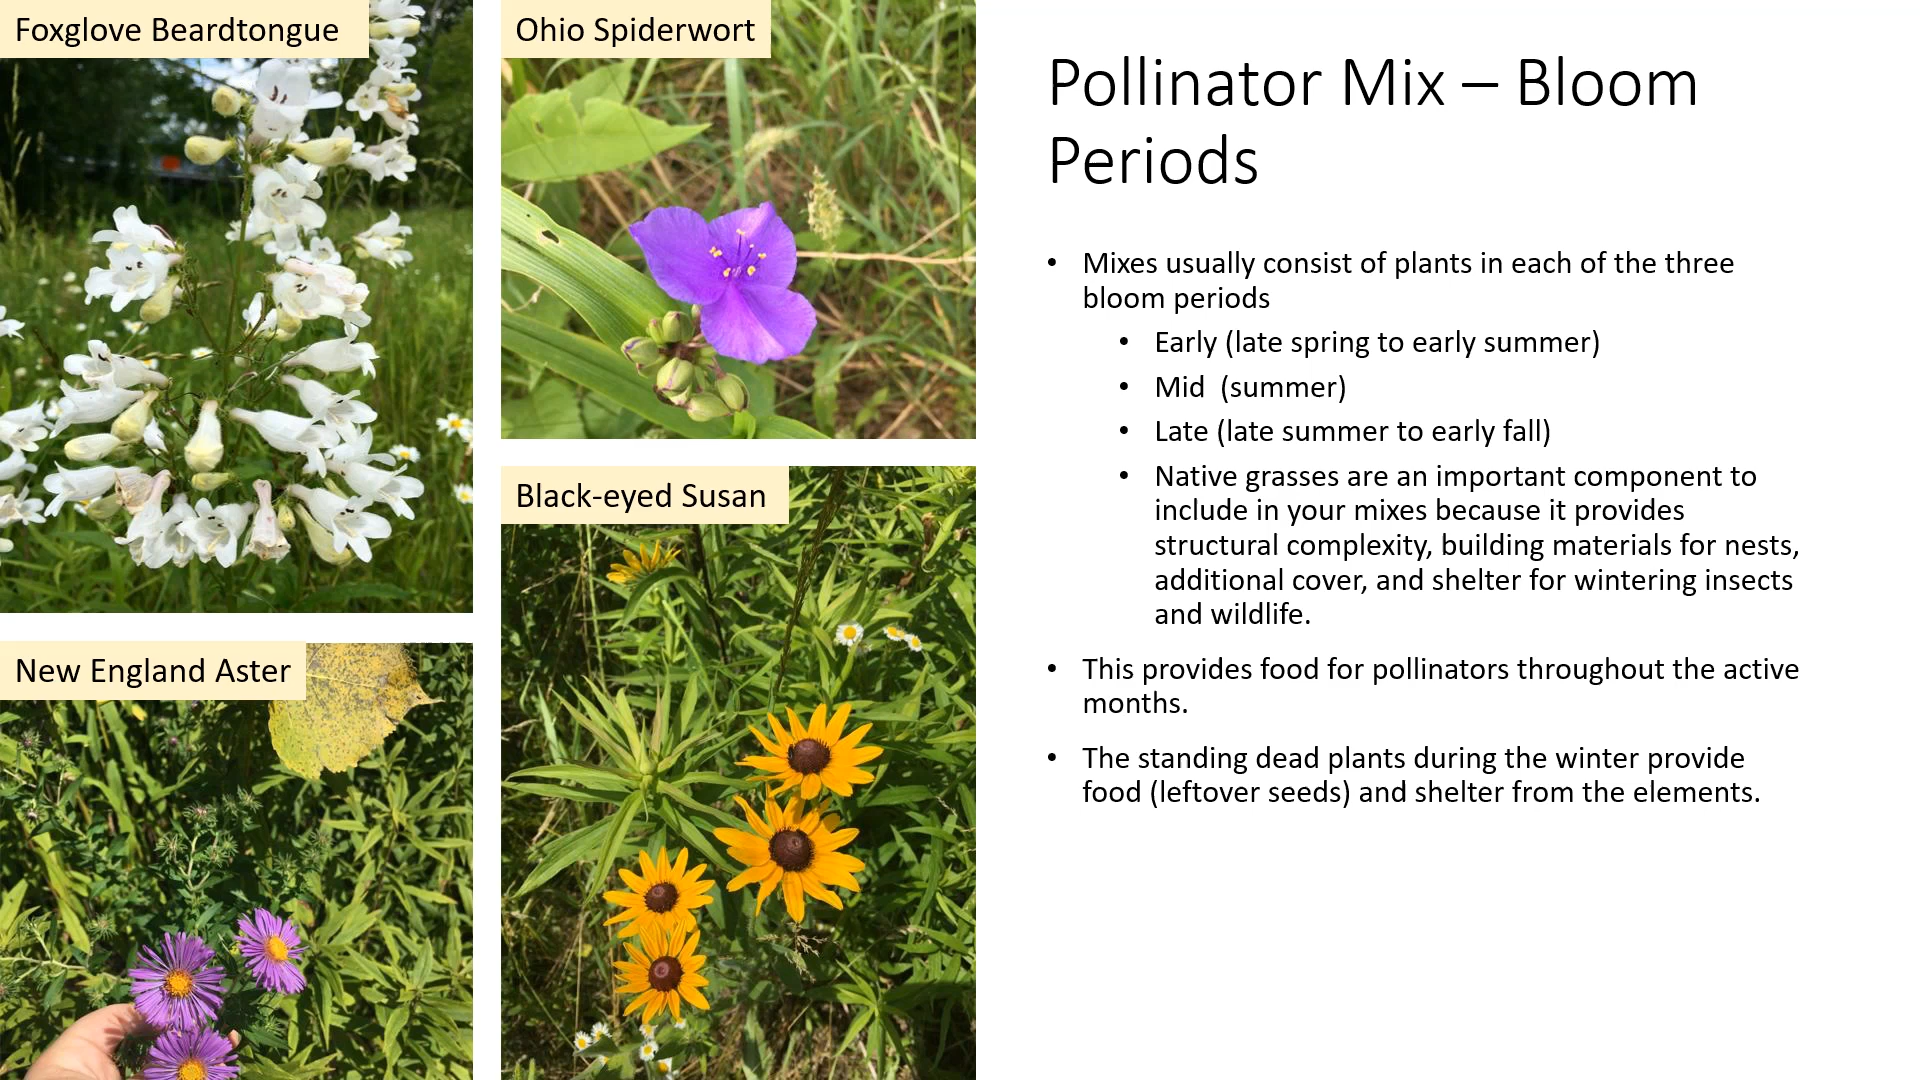 Foxglove Beardtongue
Ohio Spiderwort
Black-eyed Susan
New England Aster
Pollinator Mix – Bloom
Periods
• Mixes usually consist of plants in each of the three
bloom periods
• Early (late spring to early summer)
• Mid  (summer)
• Late (late summer to early fall)
• Native grasses are an important component to
include in your mixes because it provides
structural complexity, building materials for nests,
additional cover, and shelter for wintering insects
and wildlife.
• This provides food for pollinators throughout the active
months.
• The standing dead plants during the winter provide
food (leftover seeds) and shelter from the elements.